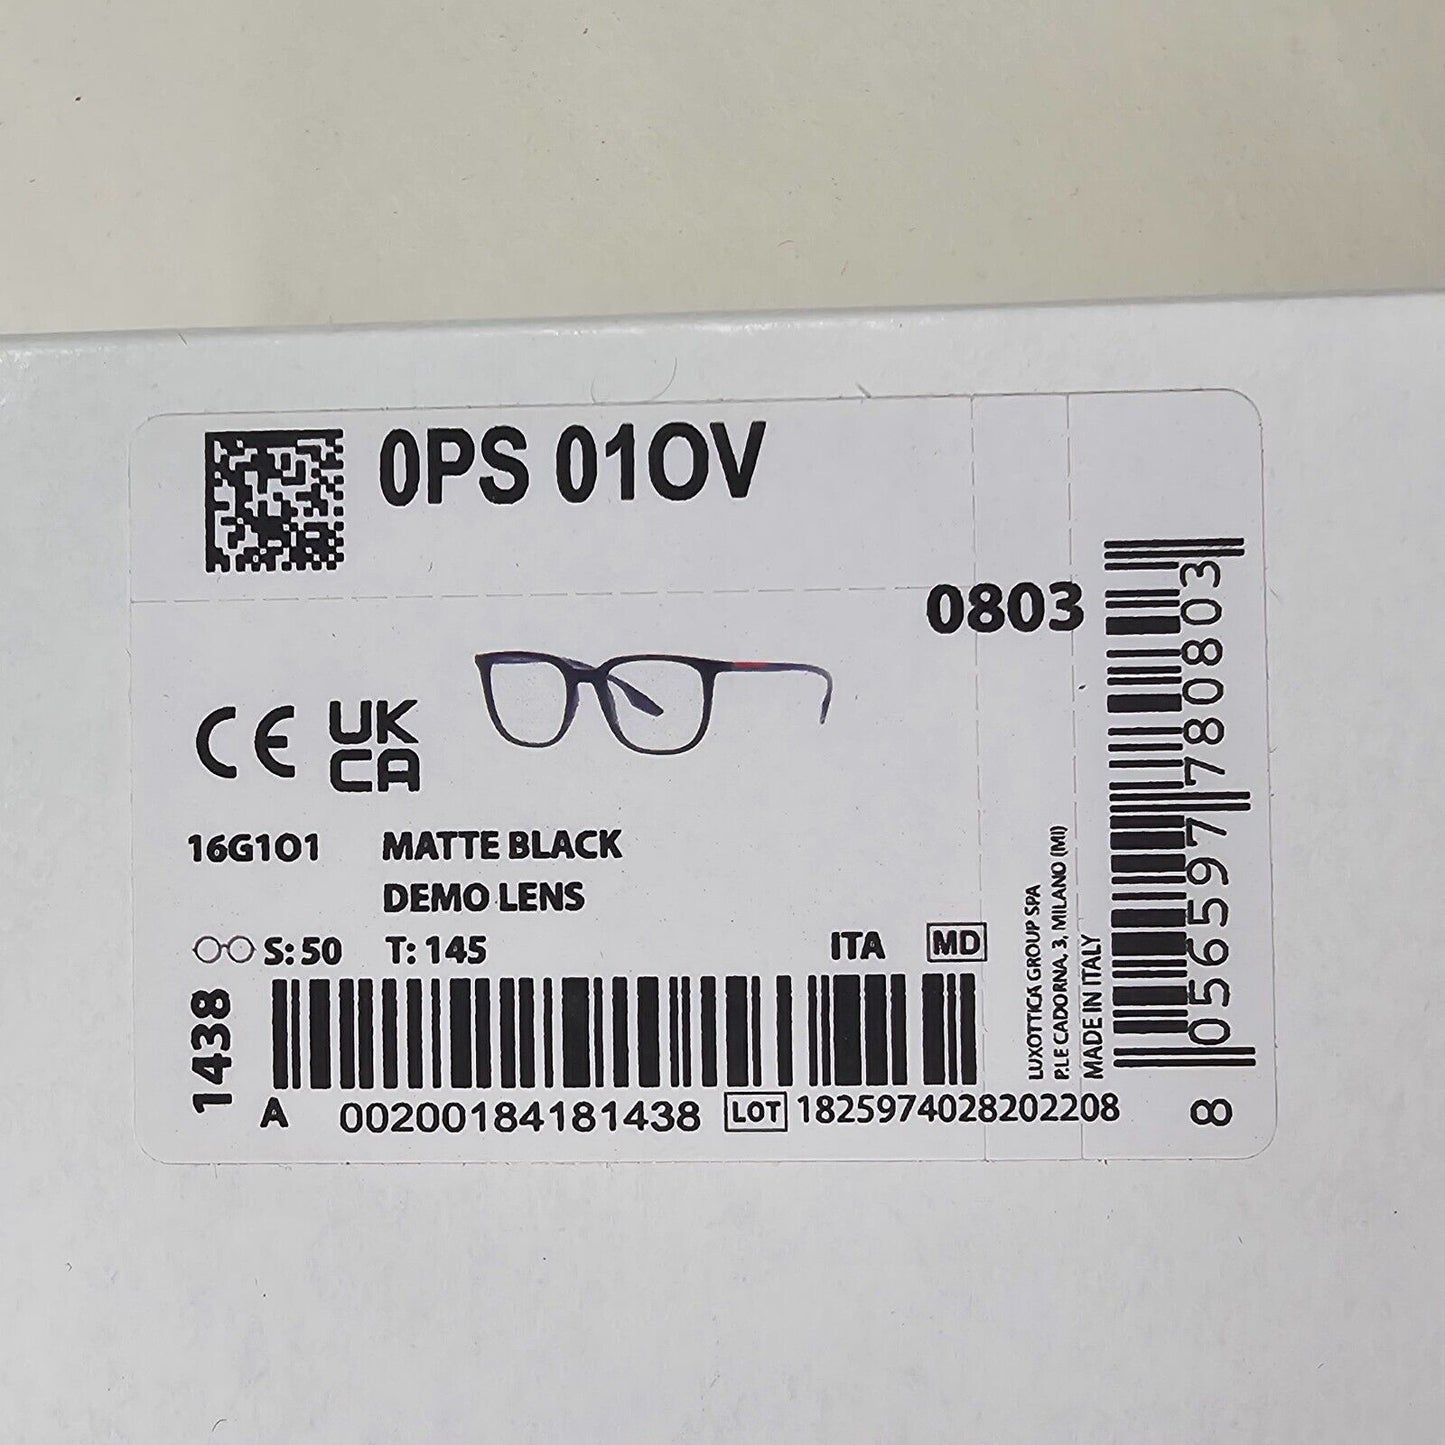 0PS 01OV
0803
CE UK
CA
16G1O1 MATTE BLACK
DEMO LENS
S: 50 T: 145 ITA MD
1438
A 00200184181438 LOT 1825974028202208
LUXOTTICA GROUP SPA
P.LE CADORNA, 3, MILANO (MI)
MADE IN ITALY
8 056597 780803